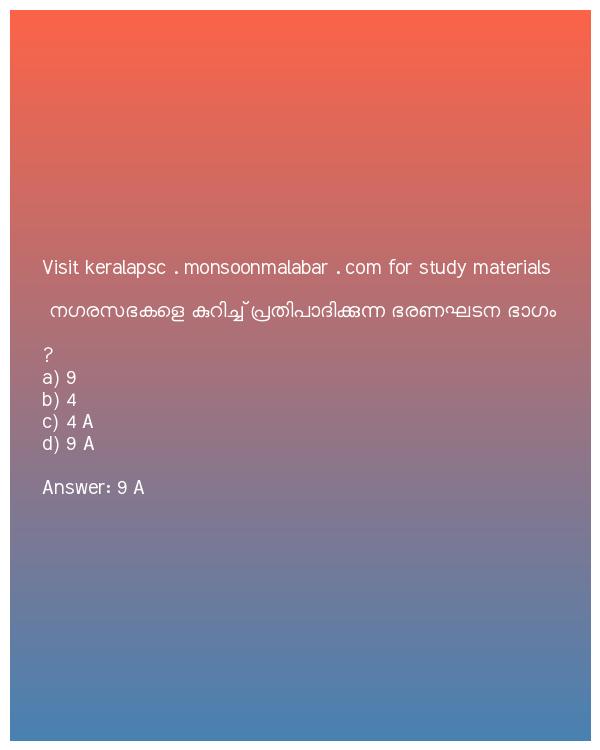 Visit keralapsc . monsoonmalabar . com for study materials
നഗരസഭകളെ കുറിച്ച് പ്രതിപാദിക്കുന്ന ഭരണഘടന ഭാഗം
?
a) 9
b) 4
c) 4 A
d) 9 A
Answer: 9 A